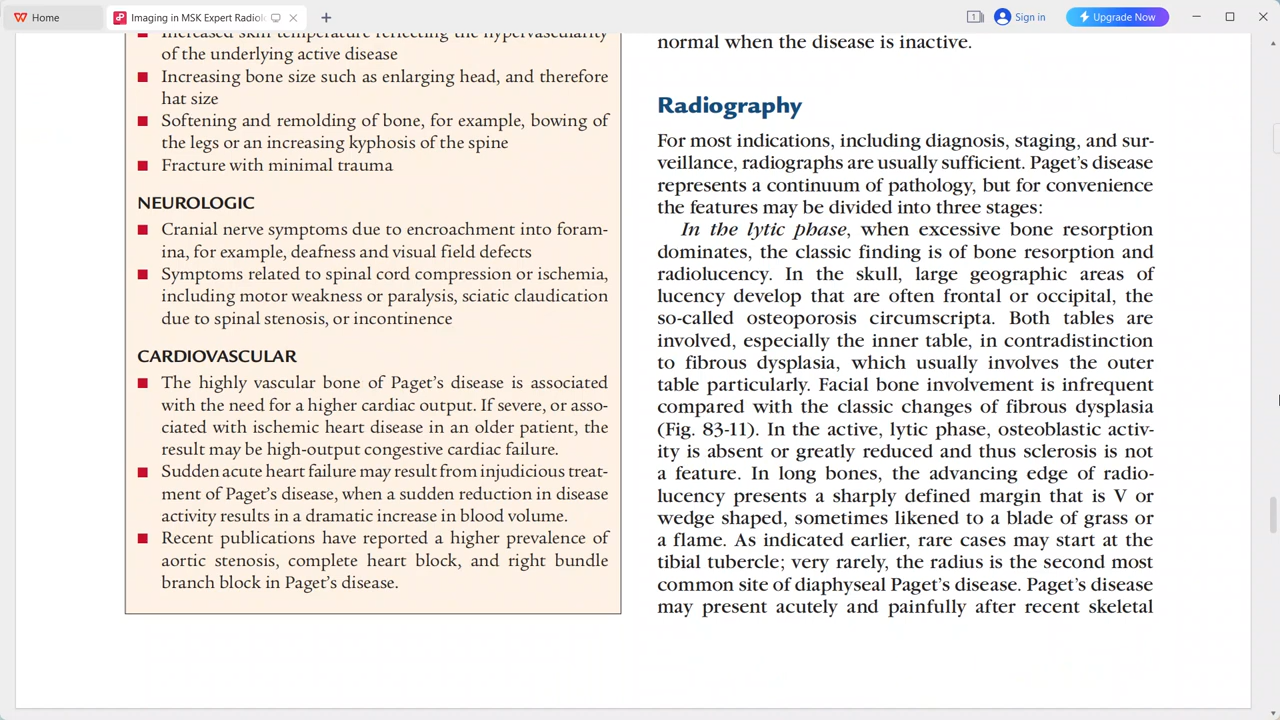 Home
Imaging in MSK Expert Radiol
1
Sign in
Upgrade Now
Increased skin temperature reflecting the hypervascularity
of the underlying active disease
Increasing bone size such as enlarging head, and therefore
hat size
Softening and remolding of bone, for example, bowing of
the legs or an increasing kyphosis of the spine
Fracture with minimal trauma
NEUROLOGIC
Cranial nerve symptoms due to encroachment into foram-
ina, for example, deafness and visual field defects
Symptoms related to spinal cord compression or ischemia,
including motor weakness or paralysis, sciatic claudication
due to spinal stenosis, or incontinence
CARDIOVASCULAR
The highly vascular bone of Paget's disease is associated
with the need for a higher cardiac output. If severe, or asso-
ciated with ischemic heart disease in an older patient, the
result may be high-output congestive cardiac failure.
Sudden acute heart failure may result from injudicious treat-
ment of Paget's disease, when a sudden reduction in disease
activity results in a dramatic increase in blood volume.
Recent publications have reported a higher prevalence of
aortic stenosis, complete heart block, and right bundle
branch block in Paget's disease.
normal when the disease is inactive.
Radiography
For most indications, including diagnosis, staging, and sur-
veillance, radiographs are usually sufficient. Paget's disease
represents a continuum of pathology, but for convenience
the features may be divided into three stages:
In the lytic phase, when excessive bone resorption
dominates, the classic finding is of bone resorption and
radiolucency. In the skull, large geographic areas of
lucency develop that are often frontal or occipital, the
so-called osteoporosis circumscripta. Both tables are
involved, especially the inner table, in contradistinction
to fibrous dysplasia, which usually involves the outer
table particularly. Facial bone involvement is infrequent
compared with the classic changes of fibrous dysplasia
(Fig. 83-11). In the active, lytic phase, osteoblastic activ-
ity is absent or greatly reduced and thus sclerosis is not
a feature. In long bones, the advancing edge of radio-
lucency presents a sharply defined margin that is V or
wedge shaped, sometimes likened to a blade of grass or
a flame. As indicated earlier, rare cases may start at the
tibial tubercle; very rarely, the radius is the second most
common site of diaphyseal Paget's disease. Paget's disease
may present acutely and painfully after recent skeletal